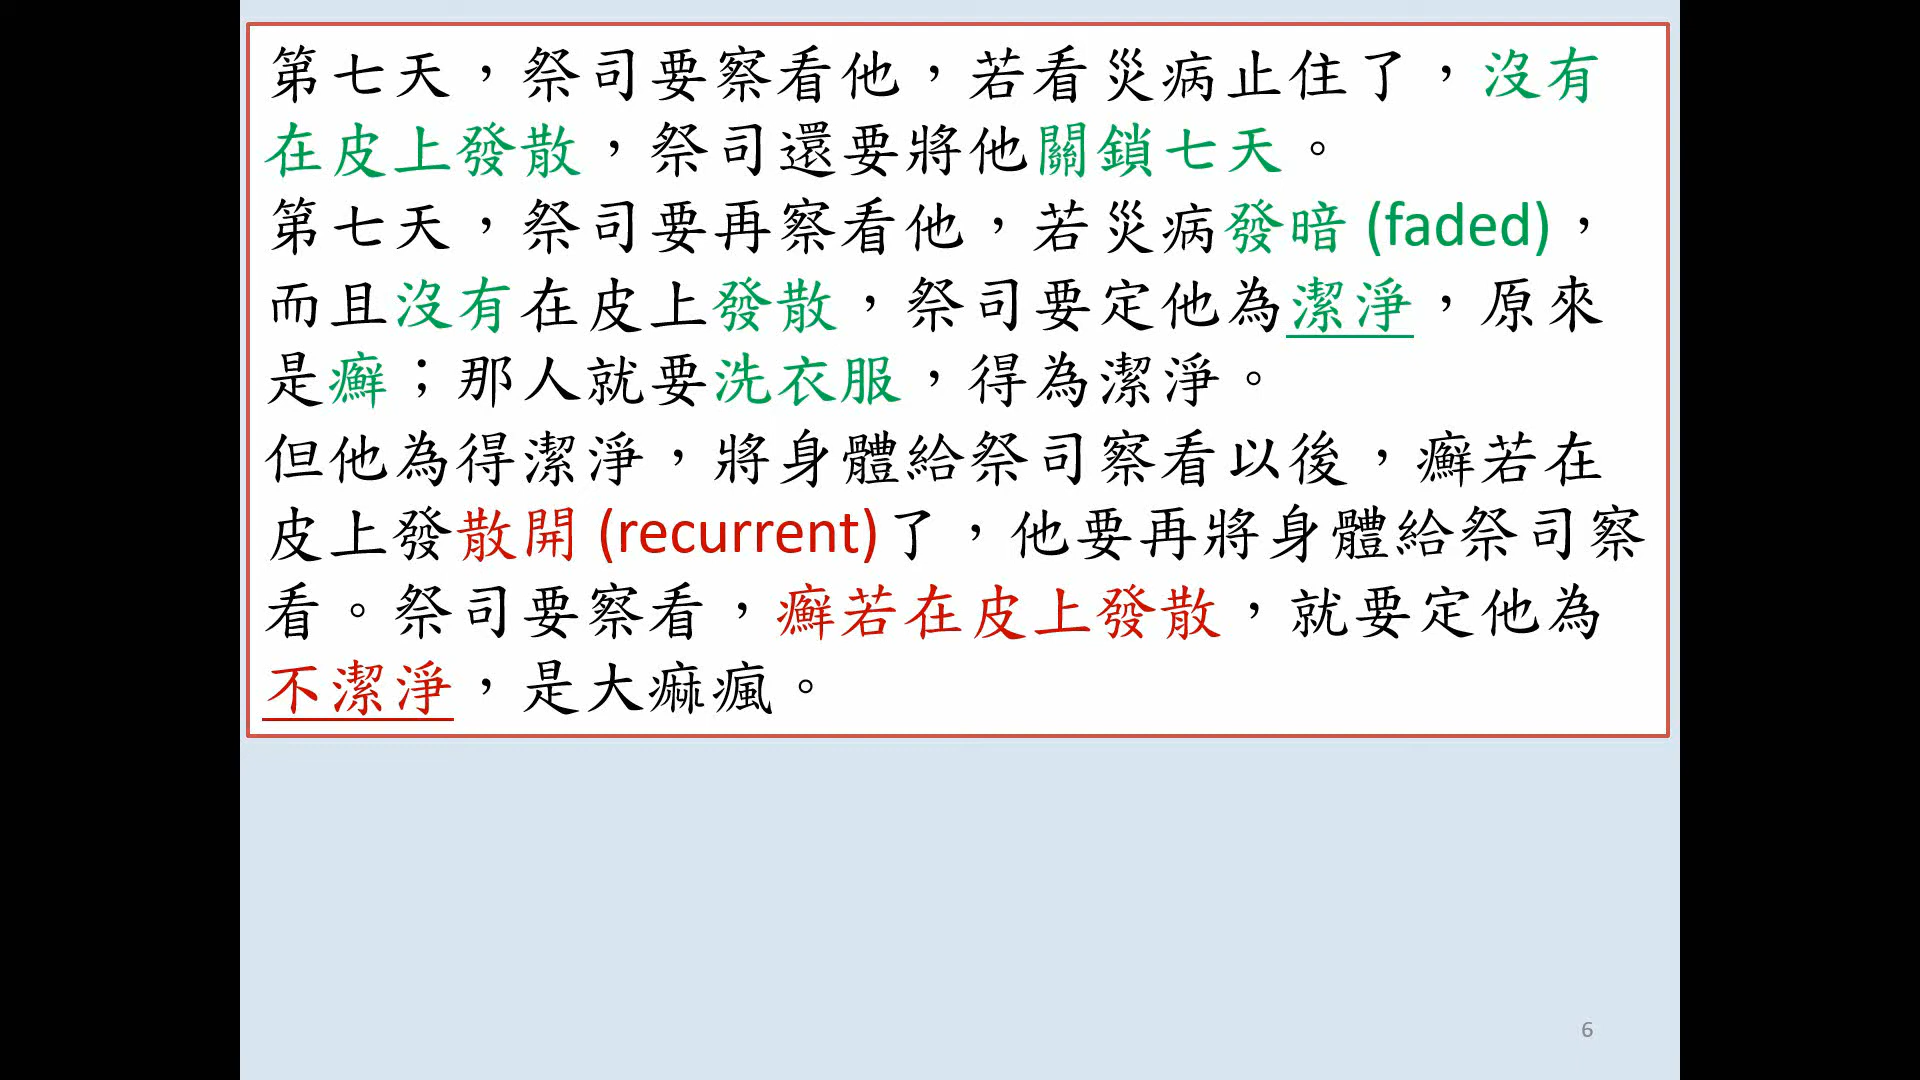 第七天，祭司要察看他，若看災病止住了，沒有
在皮上發散，祭司還要將他關鎖七天。
第七天，祭司要再察看他，若災病發暗 (faded)，
而且沒有在皮上發散，祭司要定他為潔淨，原來
是癬；那人就要洗衣服，得為潔淨。
但他為得潔淨，將身體給祭司察看以後，癬若在
皮上發散開 (recurrent)了，他要再將身體給祭司察
看。祭司要察看，癬若在皮上發散，就要定他為
不潔淨，是大痲瘋。
6